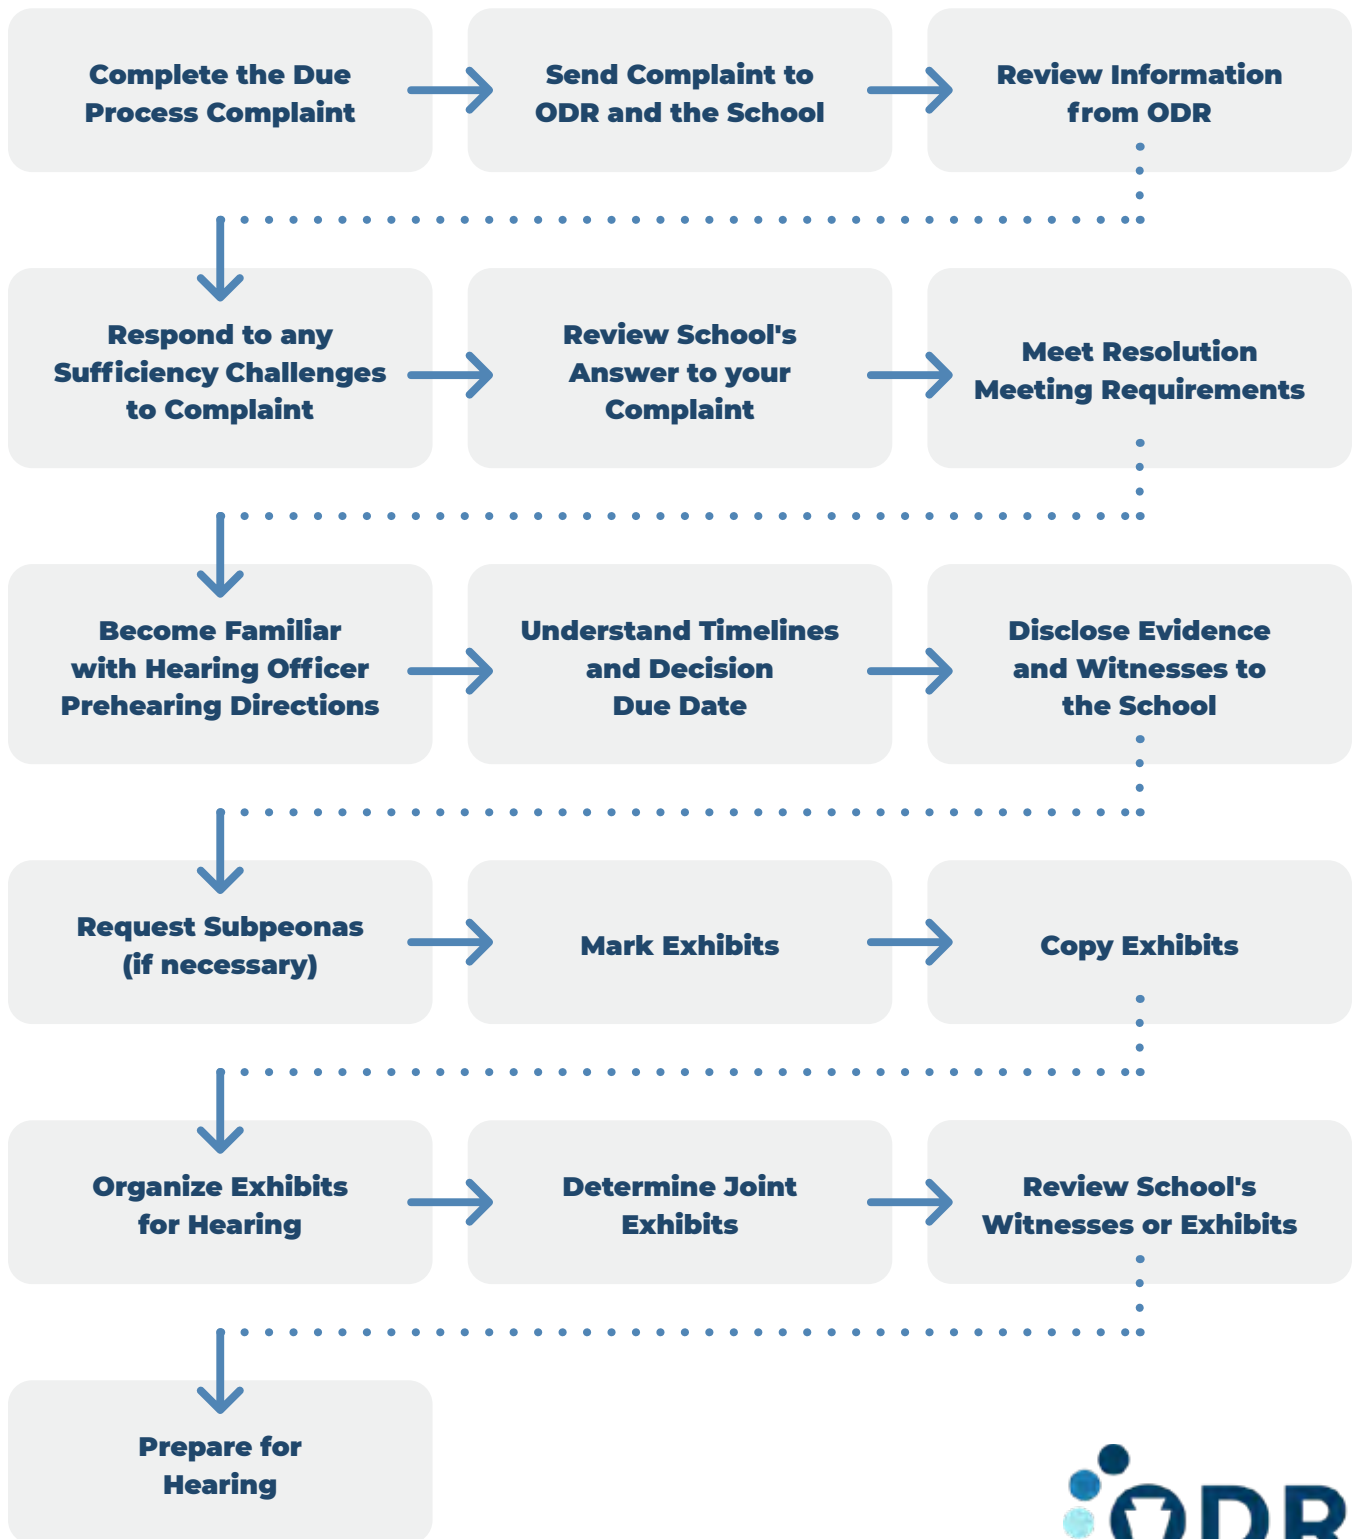 Complete the Due
Process Complaint
Send Complaint to
ODR and the School
Review Information
from ODR
Respond to any
Sufficiency Challenges
to Complaint
Review School's
Answer to your
Complaint
Meet Resolution
Meeting Requirements
Become Familiar
with Hearing Officer
Prehearing Directions
Understand Timelines
and Decision
Due Date
Disclose Evidence
and Witnesses to
the School
Request Subpeonas
(if necessary)
Mark Exhibits
Copy Exhibits
Organize Exhibits
for Hearing
Determine Joint
Exhibits
Review School's
Witnesses or Exhibits
Prepare for
Hearing
ODR